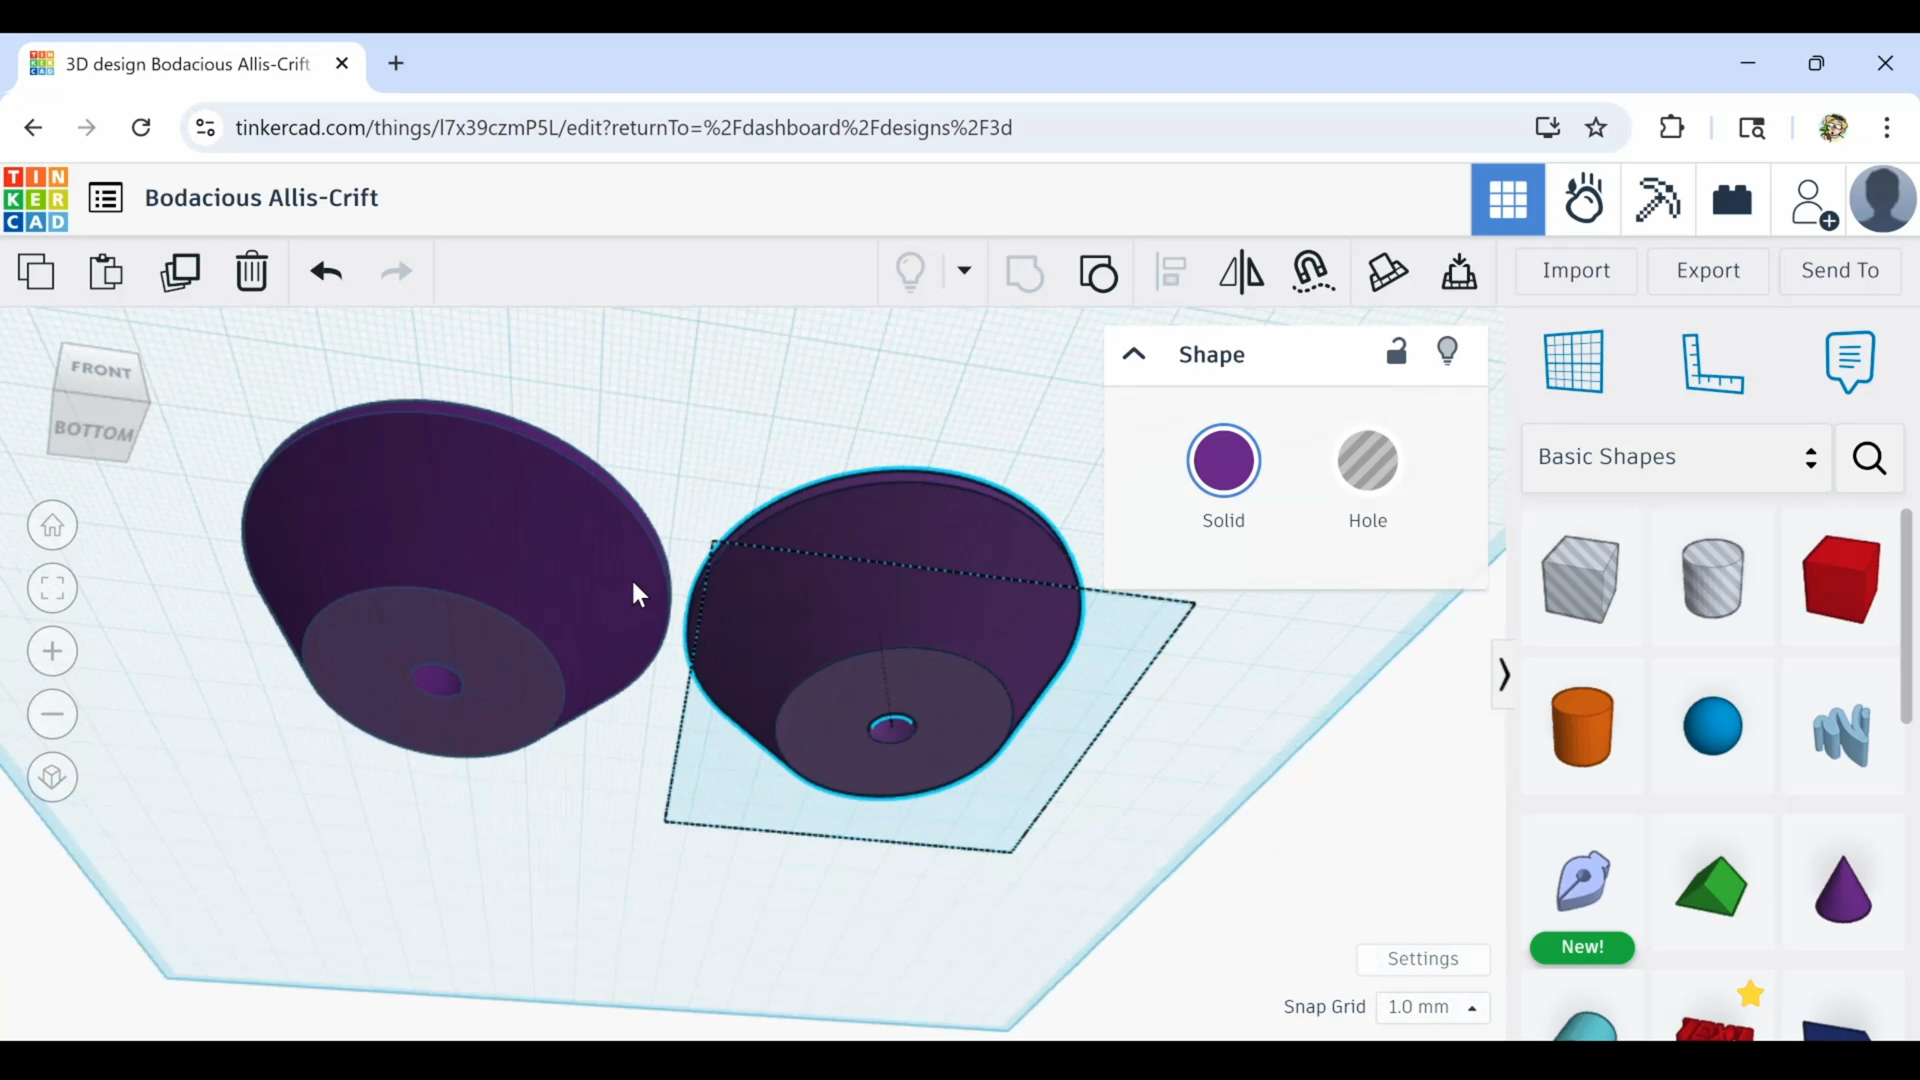 3D design Bodacious Allis-Crift
tinkercad.com/things/l7x39czmP5L/edit?returnTo=%2Fdashboard%2Fdesigns%2F3d
TIN
KER
CAD
Bodacious Allis-Crift
Import
Export
Send To
FRONT
BOTTOM
Shape
Solid
Hole
Basic Shapes
New!
Settings
Snap Grid
1.0 mm
TEXT